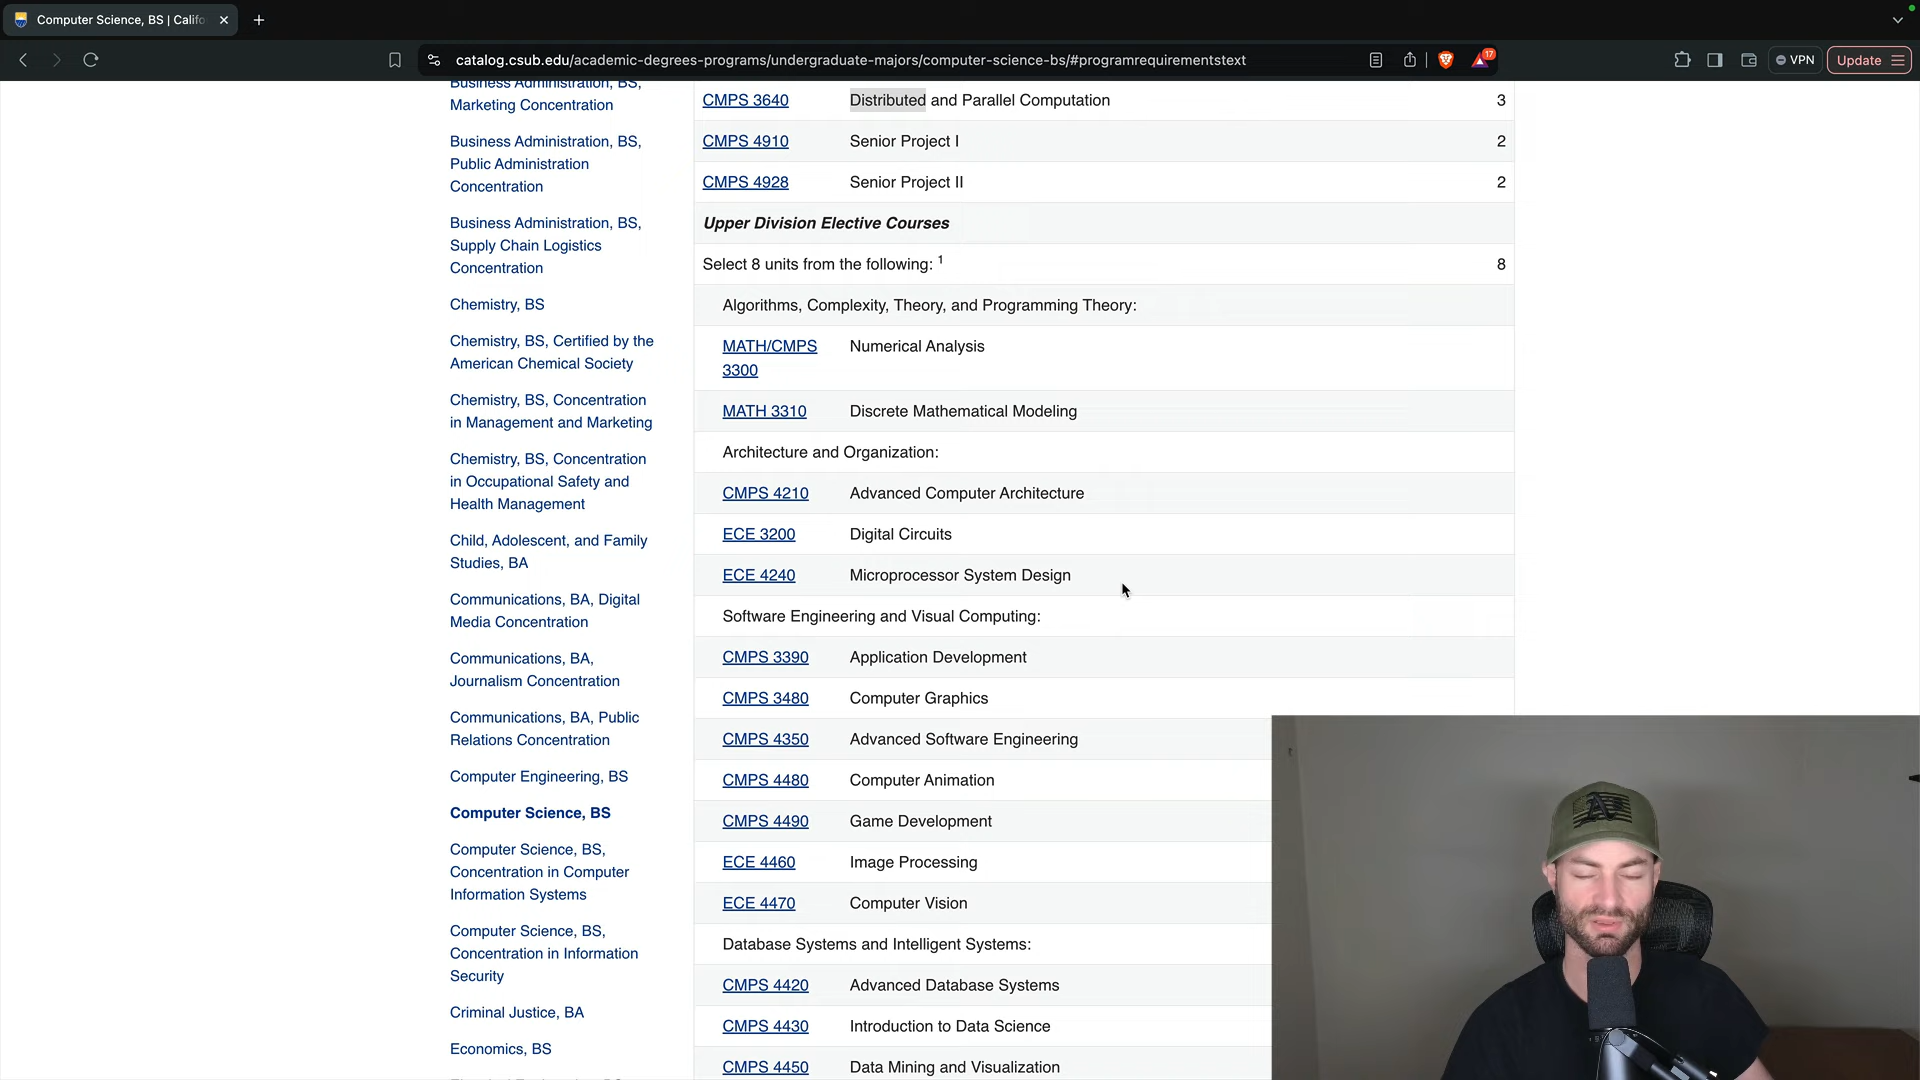 Computer Science, BS | Califo
catalog.csub.edu/academic-degrees-programs/undergraduate-majors/computer-science-bs/#programrequirementstext
17
VPN
Update
Business Administration, BS,
Marketing Concentration
Business Administration, BS,
Public Administration
Concentration
Business Administration, BS,
Supply Chain Logistics
Concentration
Chemistry, BS
Chemistry, BS, Certified by the
American Chemical Society
Chemistry, BS, Concentration
in Management and Marketing
Chemistry, BS, Concentration
in Occupational Safety and
Health Management
Child, Adolescent, and Family
Studies, BA
Communications, BA, Digital
Media Concentration
Communications, BA,
Journalism Concentration
Communications, BA, Public
Relations Concentration
Computer Engineering, BS
Computer Science, BS
Computer Science, BS,
Concentration in Computer
Information Systems
Computer Science, BS,
Concentration in Information
Security
Criminal Justice, BA
Economics, BS
CMPS 3640 Distributed and Parallel Computation 3
CMPS 4910 Senior Project I 2
CMPS 4928 Senior Project II 2
Upper Division Elective Courses
Select 8 units from the following: 1 8
Algorithms, Complexity, Theory, and Programming Theory:
MATH/CMPS Numerical Analysis
3300
MATH 3310 Discrete Mathematical Modeling
Architecture and Organization:
CMPS 4210 Advanced Computer Architecture
ECE 3200 Digital Circuits
ECE 4240 Microprocessor System Design
Software Engineering and Visual Computing:
CMPS 3390 Application Development
CMPS 3480 Computer Graphics
CMPS 4350 Advanced Software Engineering
CMPS 4480 Computer Animation
CMPS 4490 Game Development
ECE 4460 Image Processing
ECE 4470 Computer Vision
Database Systems and Intelligent Systems:
CMPS 4420 Advanced Database Systems
CMPS 4430 Introduction to Data Science
CMPS 4450 Data Mining and Visualization